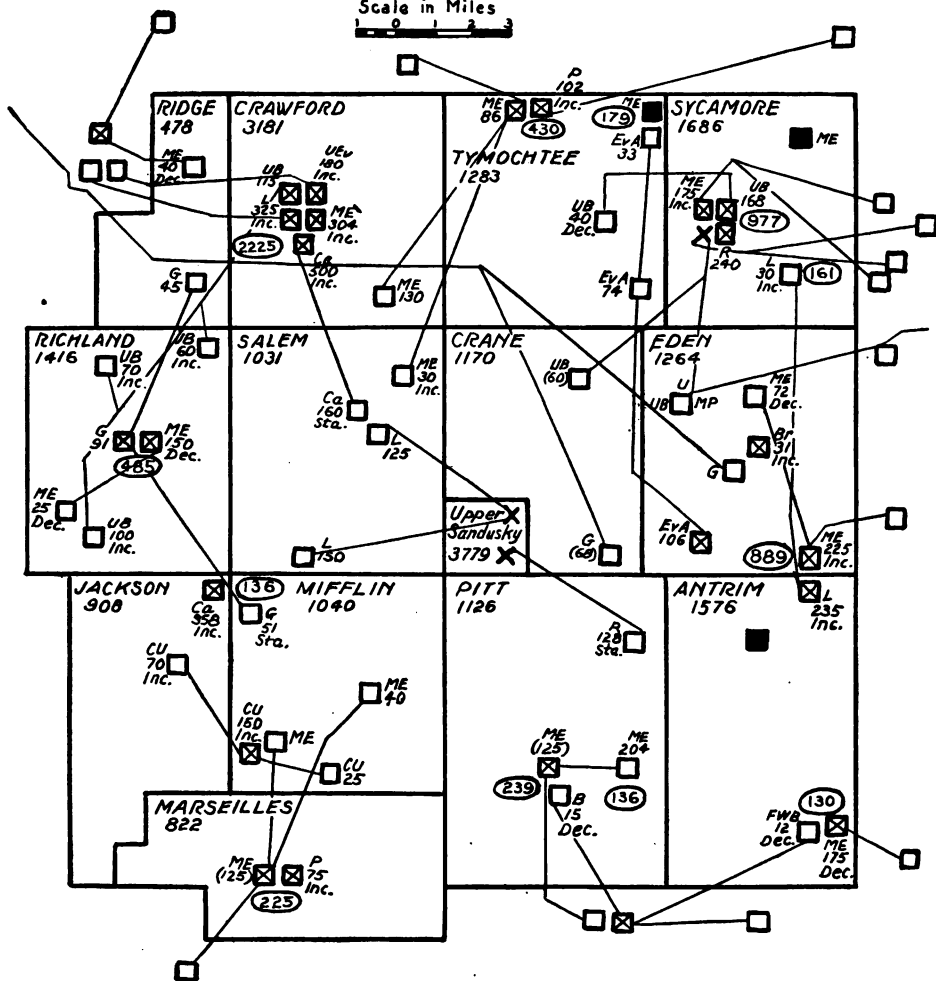 Scale in Miles
1 0 1 2 3
RIDGE
478
ME
40
Dec.
CRAWFORD
3181
UB
113
UEv
180
Inc.
L
325
Inc.
ME
304
Inc.
2225
Ca
500
Inc.
G
45
ME
130
P
102
Inc.
ME
86
430
179
ME
EvA
33
TYMOCHTEE
1283
UB
40
Dec.
EvA
74
SYCAMORE
1686
ME
ME
175
Inc.
UB
168
977
R
240
L
30
Inc.
161
RICHLAND
1416
UB
70
Inc.
UB
60
Inc.
G
91
ME
150
Dec.
485
ME
25
Dec.
UB
100
Inc.
SALEM
1031
ME
30
Inc.
Ca
160
Sta.
L
125
L
150
CRANE
1170
UB
(60)
Upper
Sandusky
3779
G
(68)
EDEN
1264
U
UB
MP
ME
72
Dec.
Br
31
Inc.
G
EvA
106
889
ME
225
Inc.
JACKSON
908
Ca
358
Inc.
CU
70
Inc.
136
MIFFLIN
1040
G
51
Sta.
ME
40
CU
150
Inc.
ME
CU
25
PITT
1126
R
128
Sta.
ME
(125)
ME
204
239
B
15
Dec.
136
ANTRIM
1576
L
235
Inc.
130
FWB
12
Dec.
ME
175
Dec.
MARSEILLES
822
ME
(125)
P
75
Inc.
225